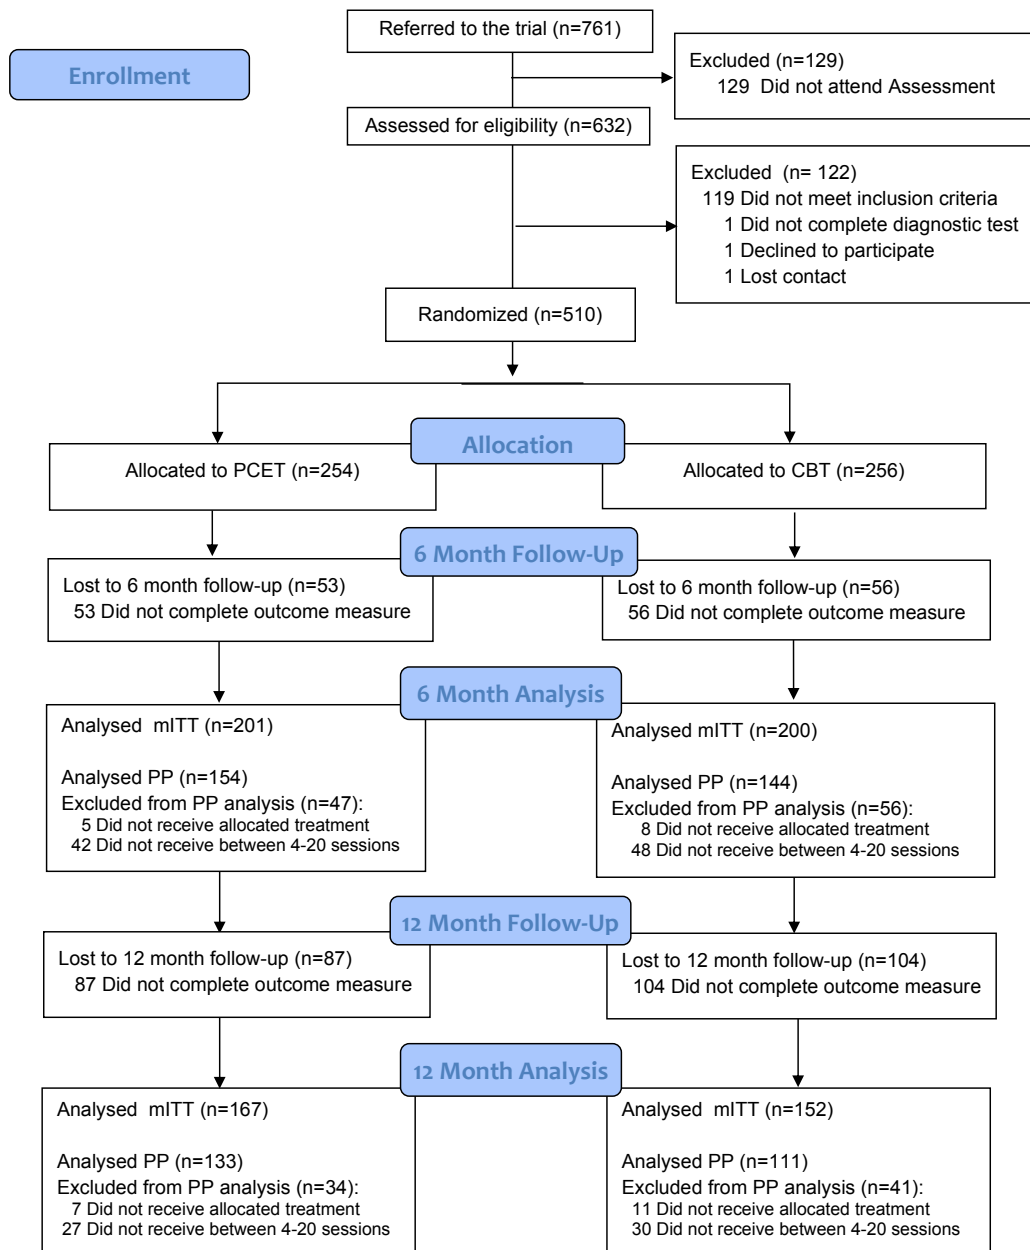 Referred to the trial (n=761)
Enrollment
Excluded (n=129)
129 Did not attend Assessment
Assessed for eligibility (n=632)
Excluded (n= 122)
119 Did not meet inclusion criteria
1 Did not complete diagnostic test
1 Declined to participate
1 Lost contact
Randomized (n=510)
Allocation
Allocated to PCET (n=254)
Allocated to CBT (n=256)
6 Month Follow-Up
Lost to 6 month follow-up (n=53)
53 Did not complete outcome measure
Lost to 6 month follow-up (n=56)
56 Did not complete outcome measure
6 Month Analysis
Analysed mITT (n=201)
Analysed PP (n=154)
Excluded from PP analysis (n=47):
5 Did not receive allocated treatment
42 Did not receive between 4-20 sessions
Analysed mITT (n=200)
Analysed PP (n=144)
Excluded from PP analysis (n=56):
8 Did not receive allocated treatment
48 Did not receive between 4-20 sessions
12 Month Follow-Up
Lost to 12 month follow-up (n=87)
87 Did not complete outcome measure
Lost to 12 month follow-up (n=104)
104 Did not complete outcome measure
12 Month Analysis
Analysed mITT (n=167)
Analysed PP (n=133)
Excluded from PP analysis (n=34):
7 Did not receive allocated treatment
27 Did not receive between 4-20 sessions
Analysed mITT (n=152)
Analysed PP (n=111)
Excluded from PP analysis (n=41):
11 Did not receive allocated treatment
30 Did not receive between 4-20 sessions